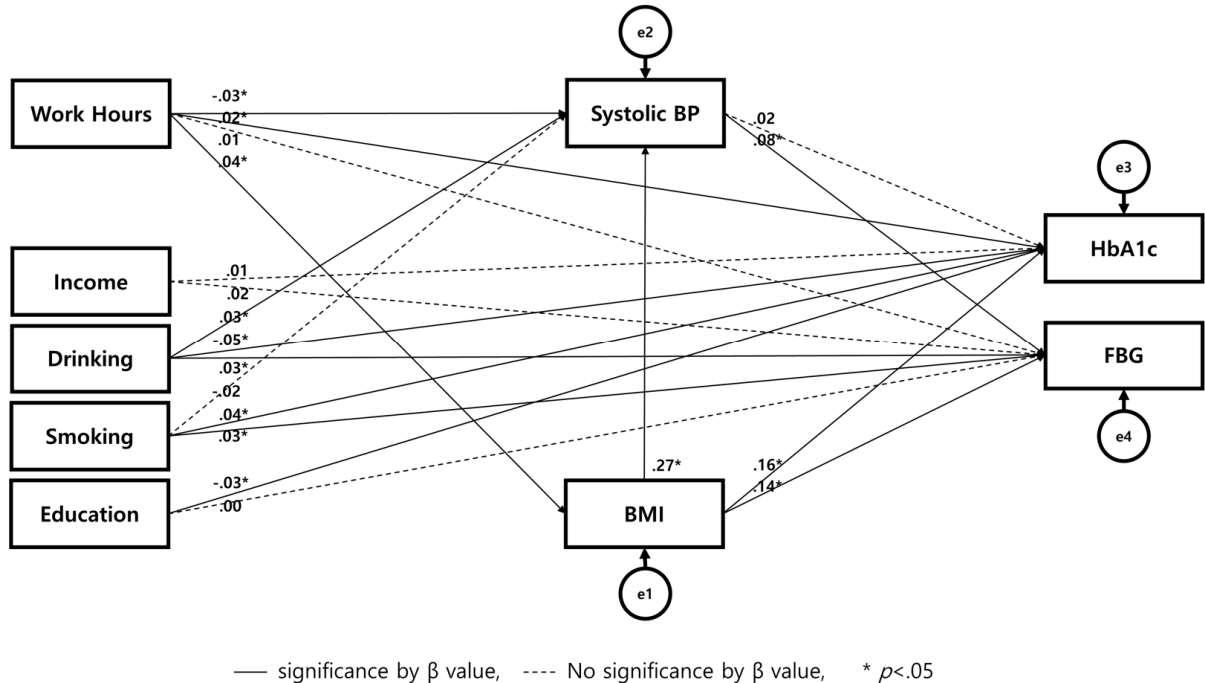 e2
Work Hours
-.03*
.02*
.01
.04*
Systolic BP
.02
.08*
e3
HbA1c
Income
.01
.02
Drinking
.03*
-.05*
.03*
FBG
Smoking
-.02
.04*
.03*
e4
Education
-.03*
.00
.27*
BMI
.16*
.14*
e1
significance by β value, ---- No significance by β value, * p<.05